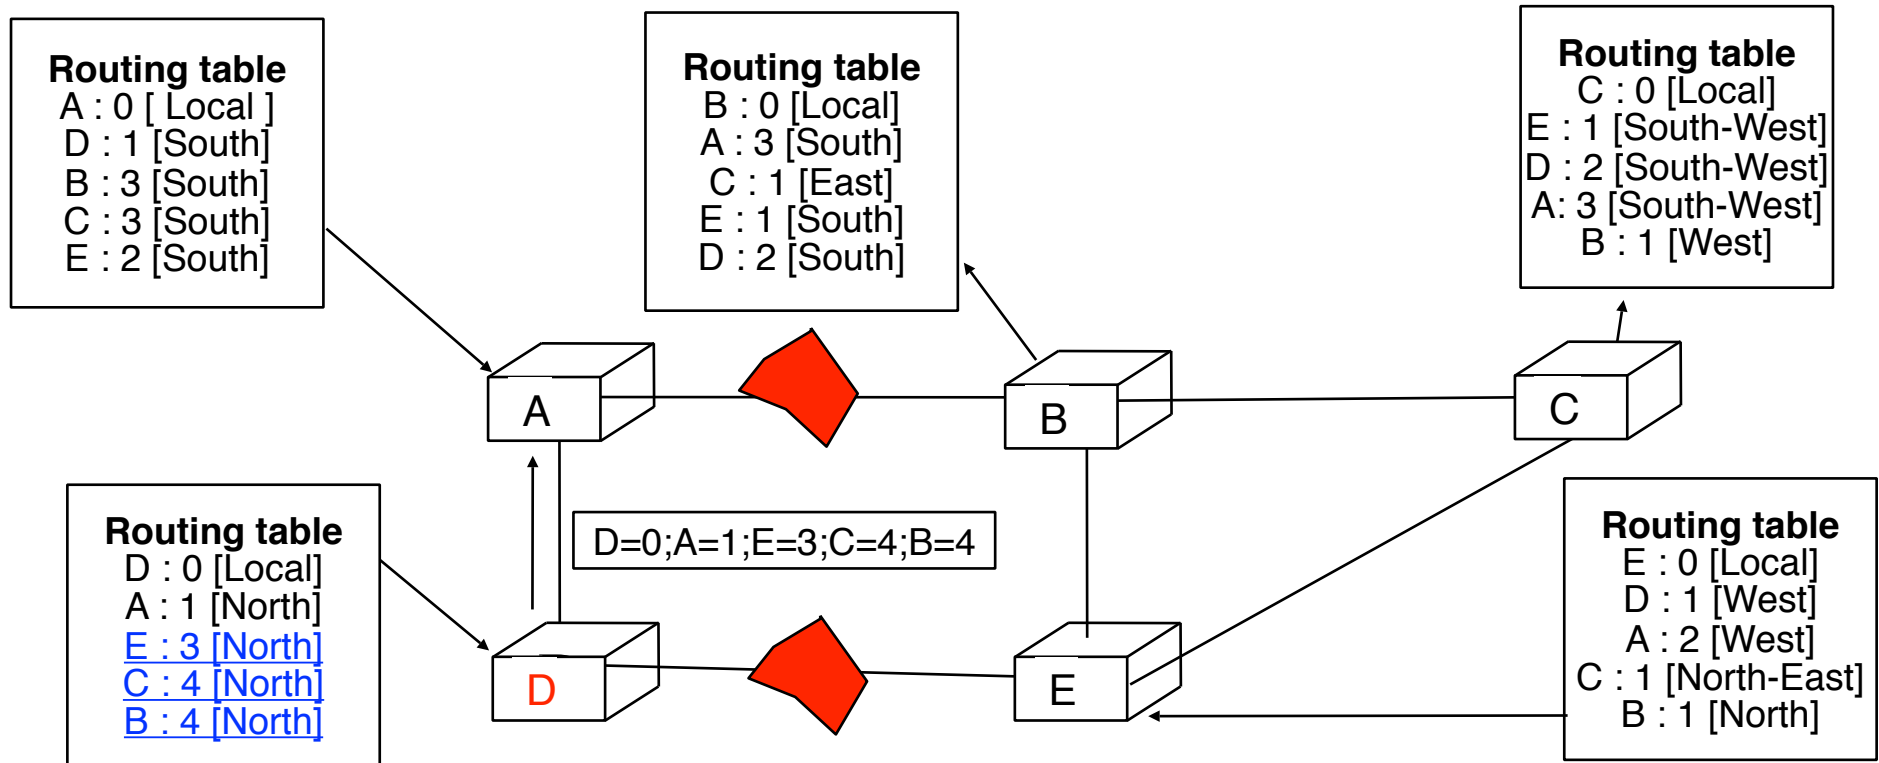 Routing table
A : 0 [ Local ]
D : 1 [South]
B : 3 [South]
C : 3 [South]
E : 2 [South]
Routing table
B : 0 [Local]
A : 3 [South]
C : 1 [East]
E : 1 [South]
D : 2 [South]
Routing table
C : 0 [Local]
E : 1 [South-West]
D : 2 [South-West]
A: 3 [South-West]
B : 1 [West]
A
B
C
D=0;A=1;E=3;C=4;B=4
Routing table
D : 0 [Local]
A : 1 [North]
E : 3 [North]
C : 4 [North]
B : 4 [North]
D
E
Routing table
E : 0 [Local]
D : 1 [West]
A : 2 [West]
C : 1 [North-East]
B : 1 [North]